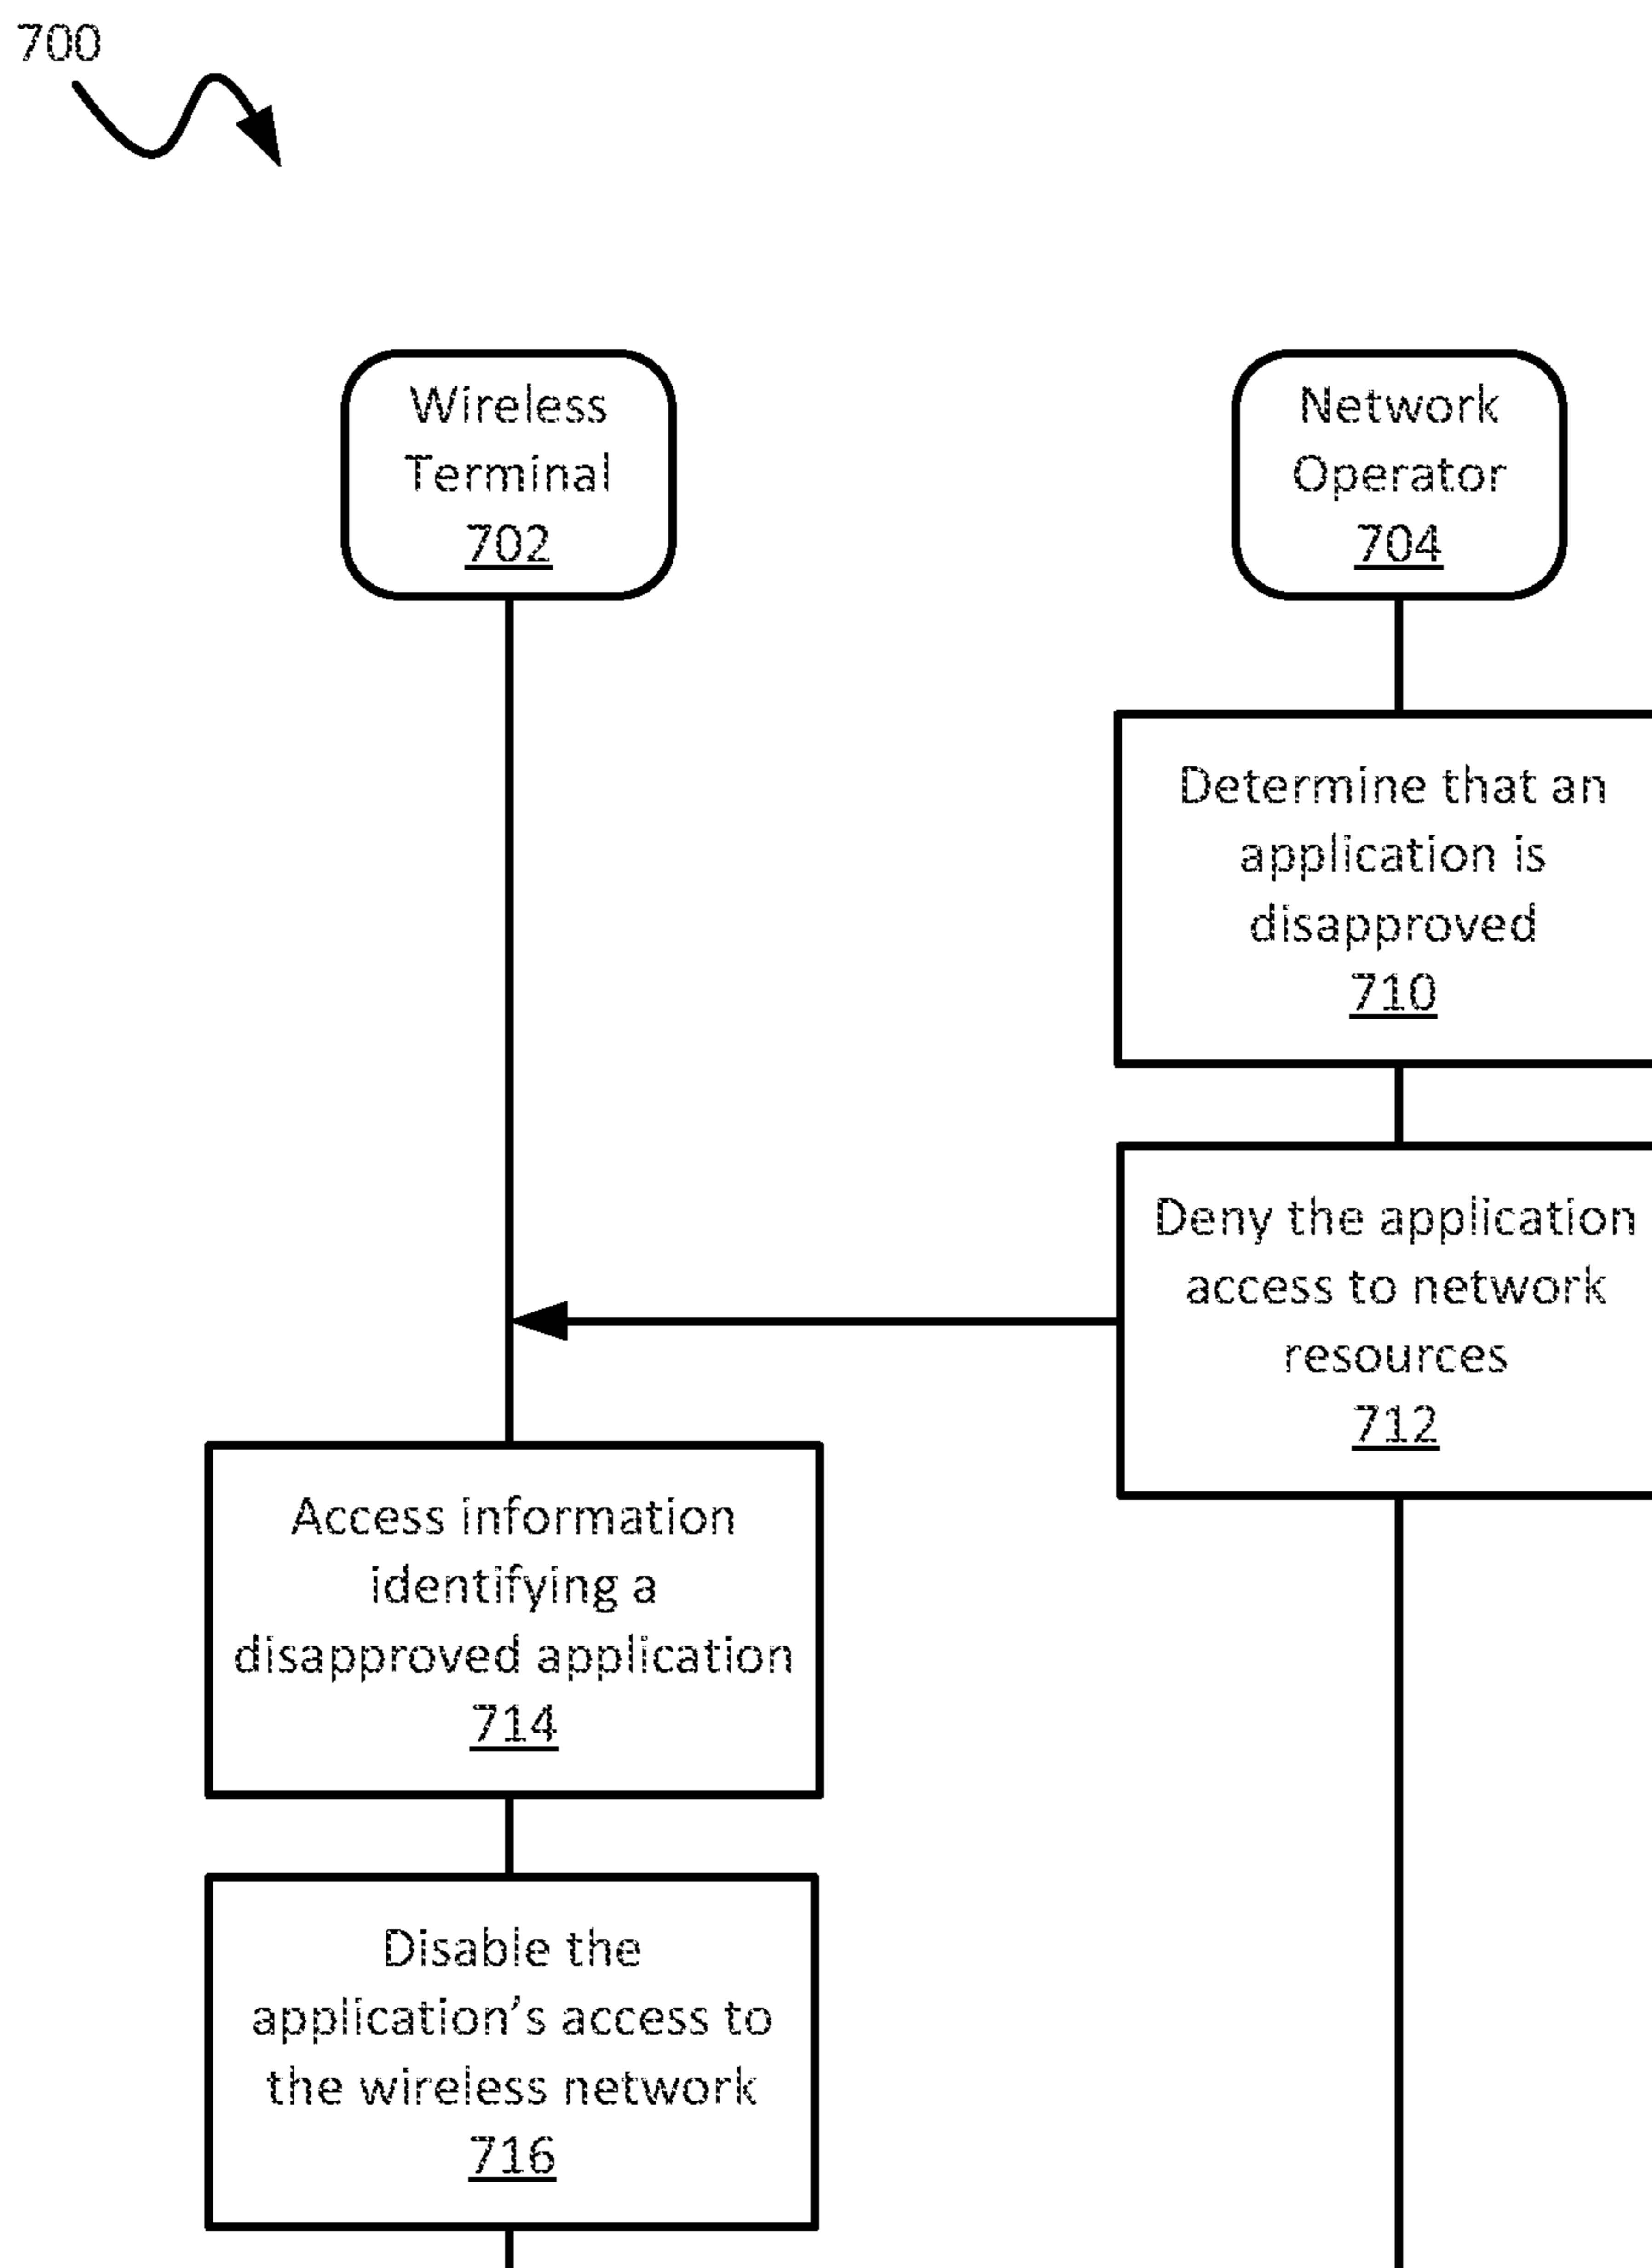 700
Wireless
Terminal
702
Network
Operator
704
Determine that an
application is
disapproved
710
Deny the application
access to network
resources
712
Access information
identifying a
disapproved application
714
Disable the
application’s access to
the wireless network
716